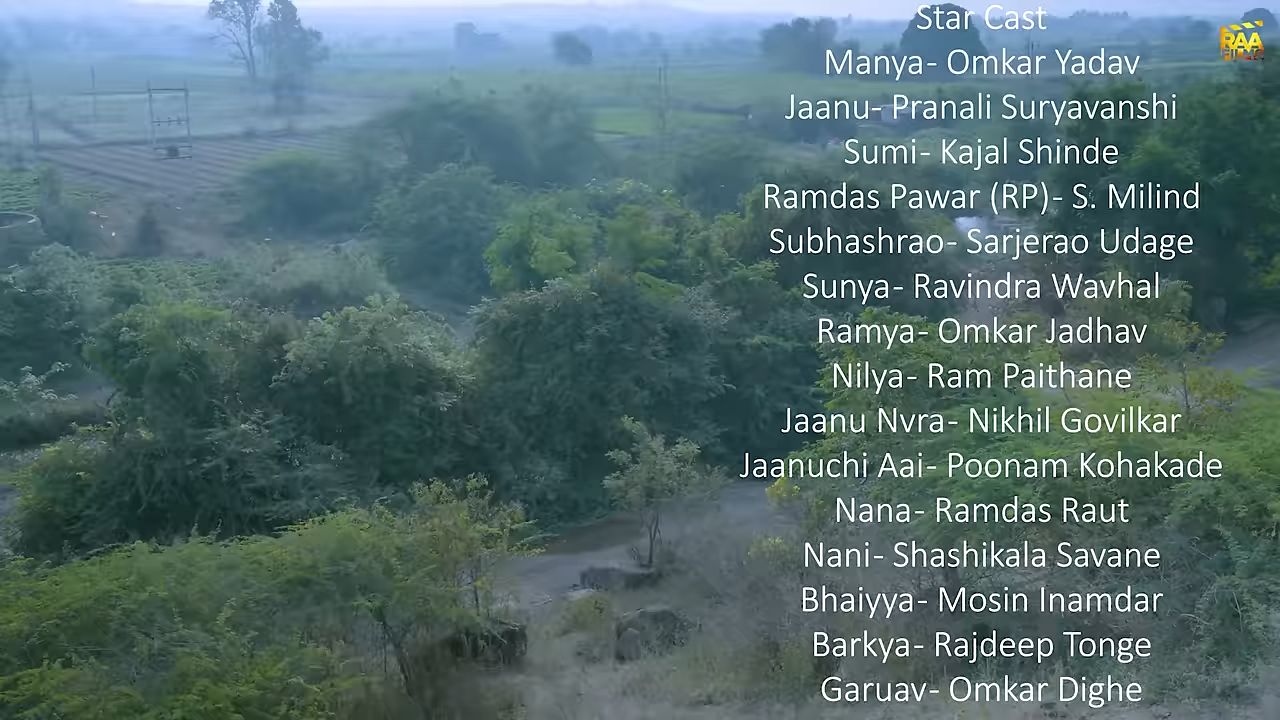 Star Cast
RAA
FILMS
Manya- Omkar Yadav
Jaanu- Pranali Suryavanshi
Sumi- Kajal Shinde
Ramdas Pawar (RP)- S. Milind
Subhashrao- Sarjerao Udage
Sunya- Ravindra Wavhal
Ramya- Omkar Jadhav
Nilya- Ram Paithane
Jaanu Nvra- Nikhil Govilkar
Jaanuchi Aai- Poonam Kohakade
Nana- Ramdas Raut
Nani- Shashikala Savane
Bhaiyya- Mosin Inamdar
Barkya- Rajdeep Tonge
Garuav- Omkar Dighe